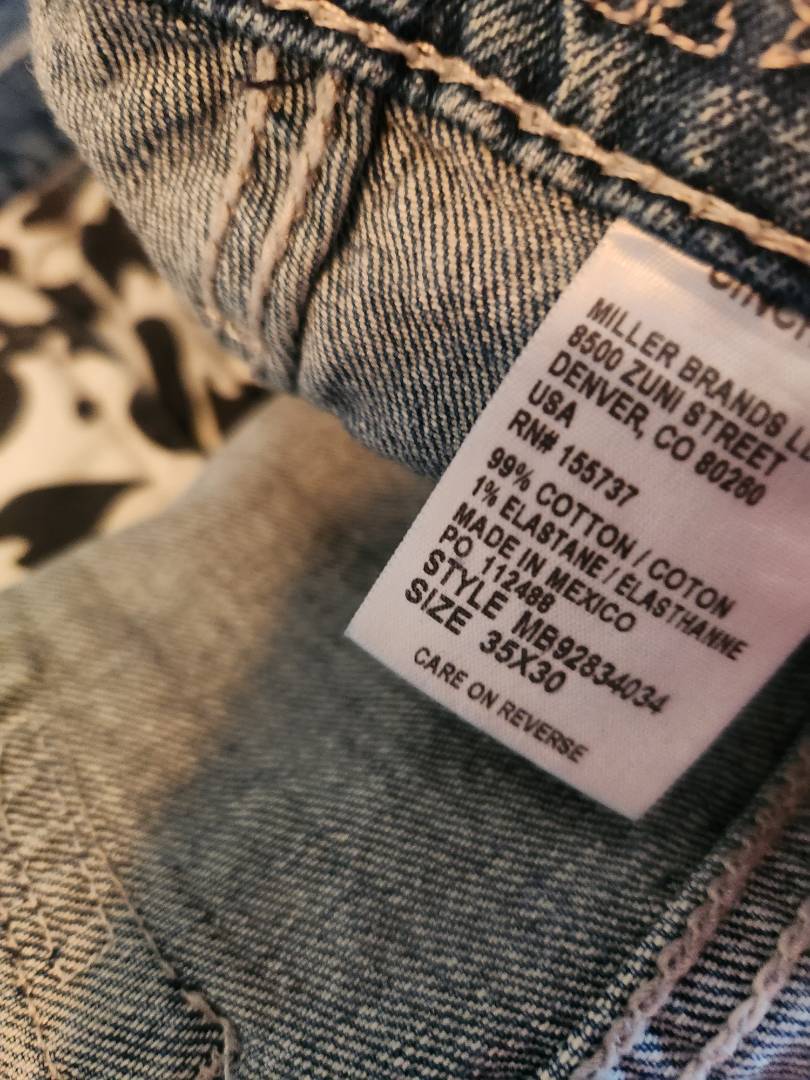 MILLER BRANDS
8500 ZUNI STREET
DENVER, CO 80260
USA
RN# 155737
99% COTTON / COTON
1% ELASTANE / ÉLASTHANNE
MADE IN MEXICO
PO 112488
STYLE MB92834034
SIZE 35X30
CARE ON REVERSE